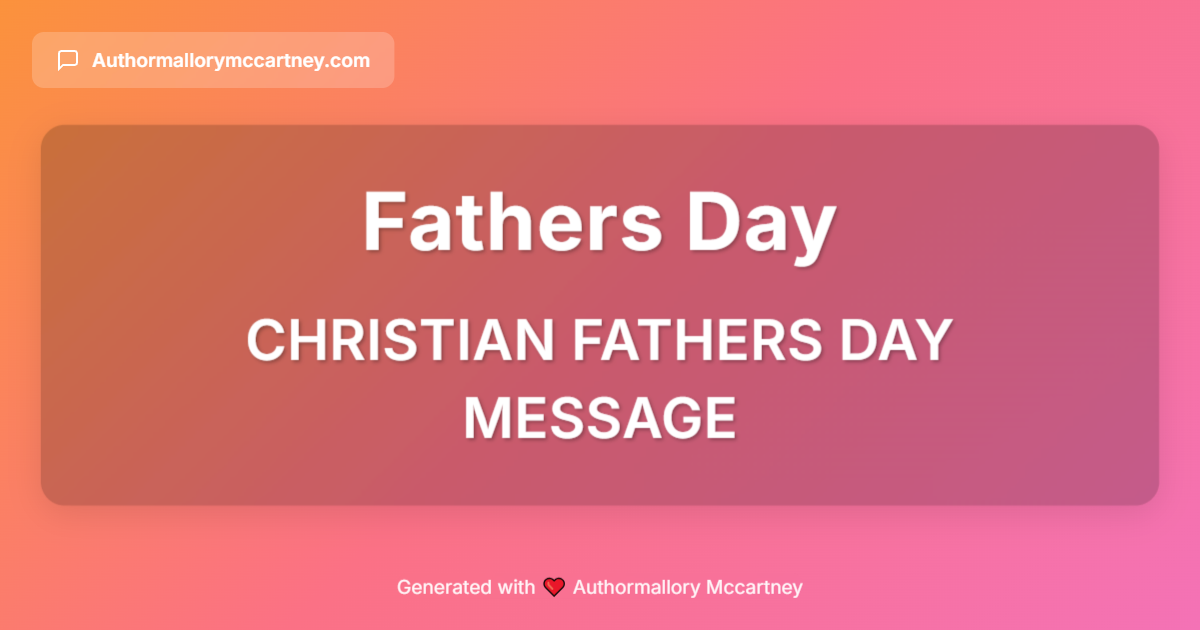 Authormallorymccartney.com
Fathers Day
CHRISTIAN FATHERS DAY
MESSAGE
Generated with ❤️ Authormallory Mccartney